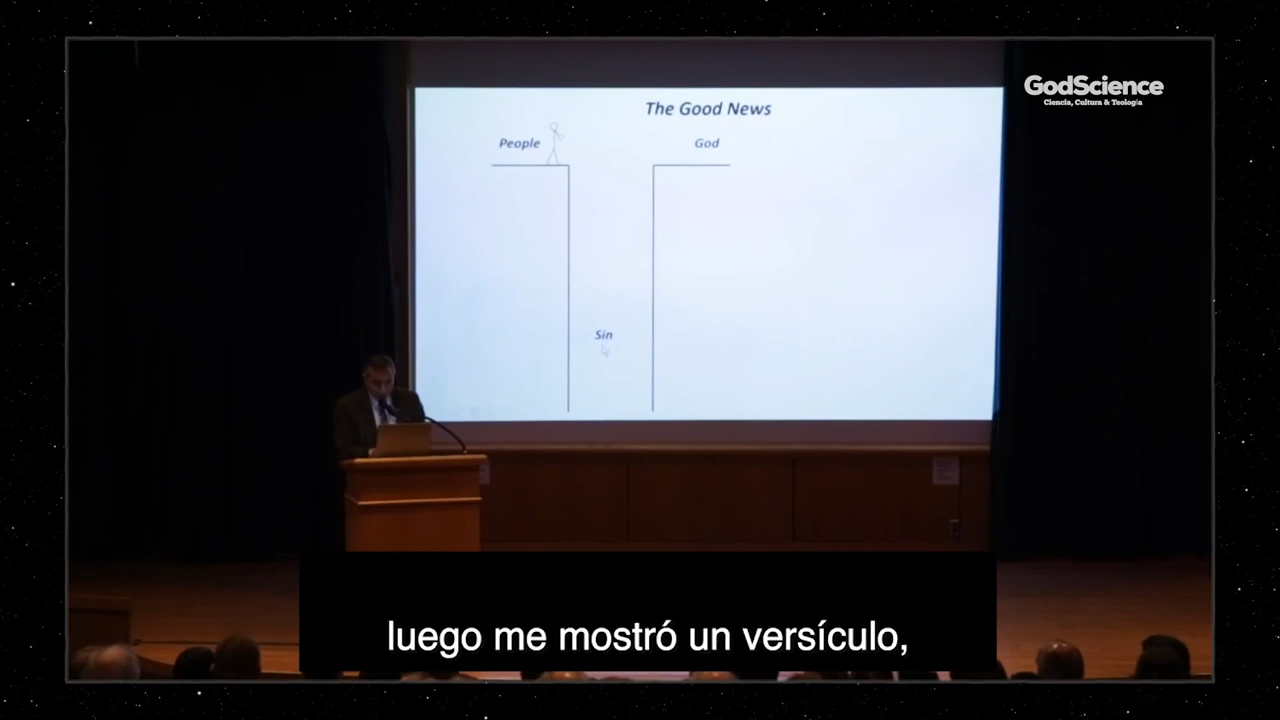 GodScience
Ciencia, Cultura & Teología
The Good News
People
God
Sin
luego me mostró un versículo,